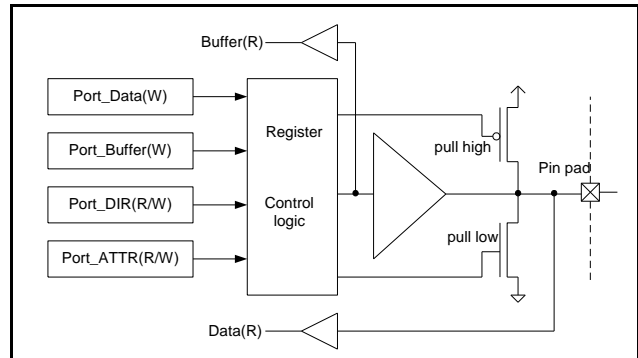 Buffer(R)
Port_Data(W)
Port_Buffer(W)
Port_DIR(R/W)
Port_ATTR(R/W)
Register
Control
logic
pull high
pull low
Pin pad
Data(R)